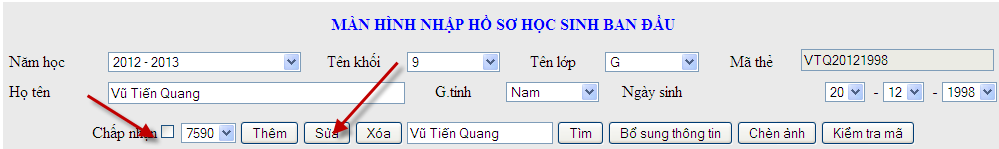 MÀN HÌNH NHẬP HỒ SƠ HỌC SINH BAN ĐẦU
Năm học 2012 - 2013 Tên khối 9 Tên lớp G Mã thẻ VTQ20121998
Họ tên Vũ Tiến Quang G.tính Nam Ngày sinh 20 - 12 - 1998
Chấp nhận 7590 Thêm Sửa Xóa Vũ Tiến Quang Tìm Bổ sung thông tin Chèn ảnh Kiểm tra mã